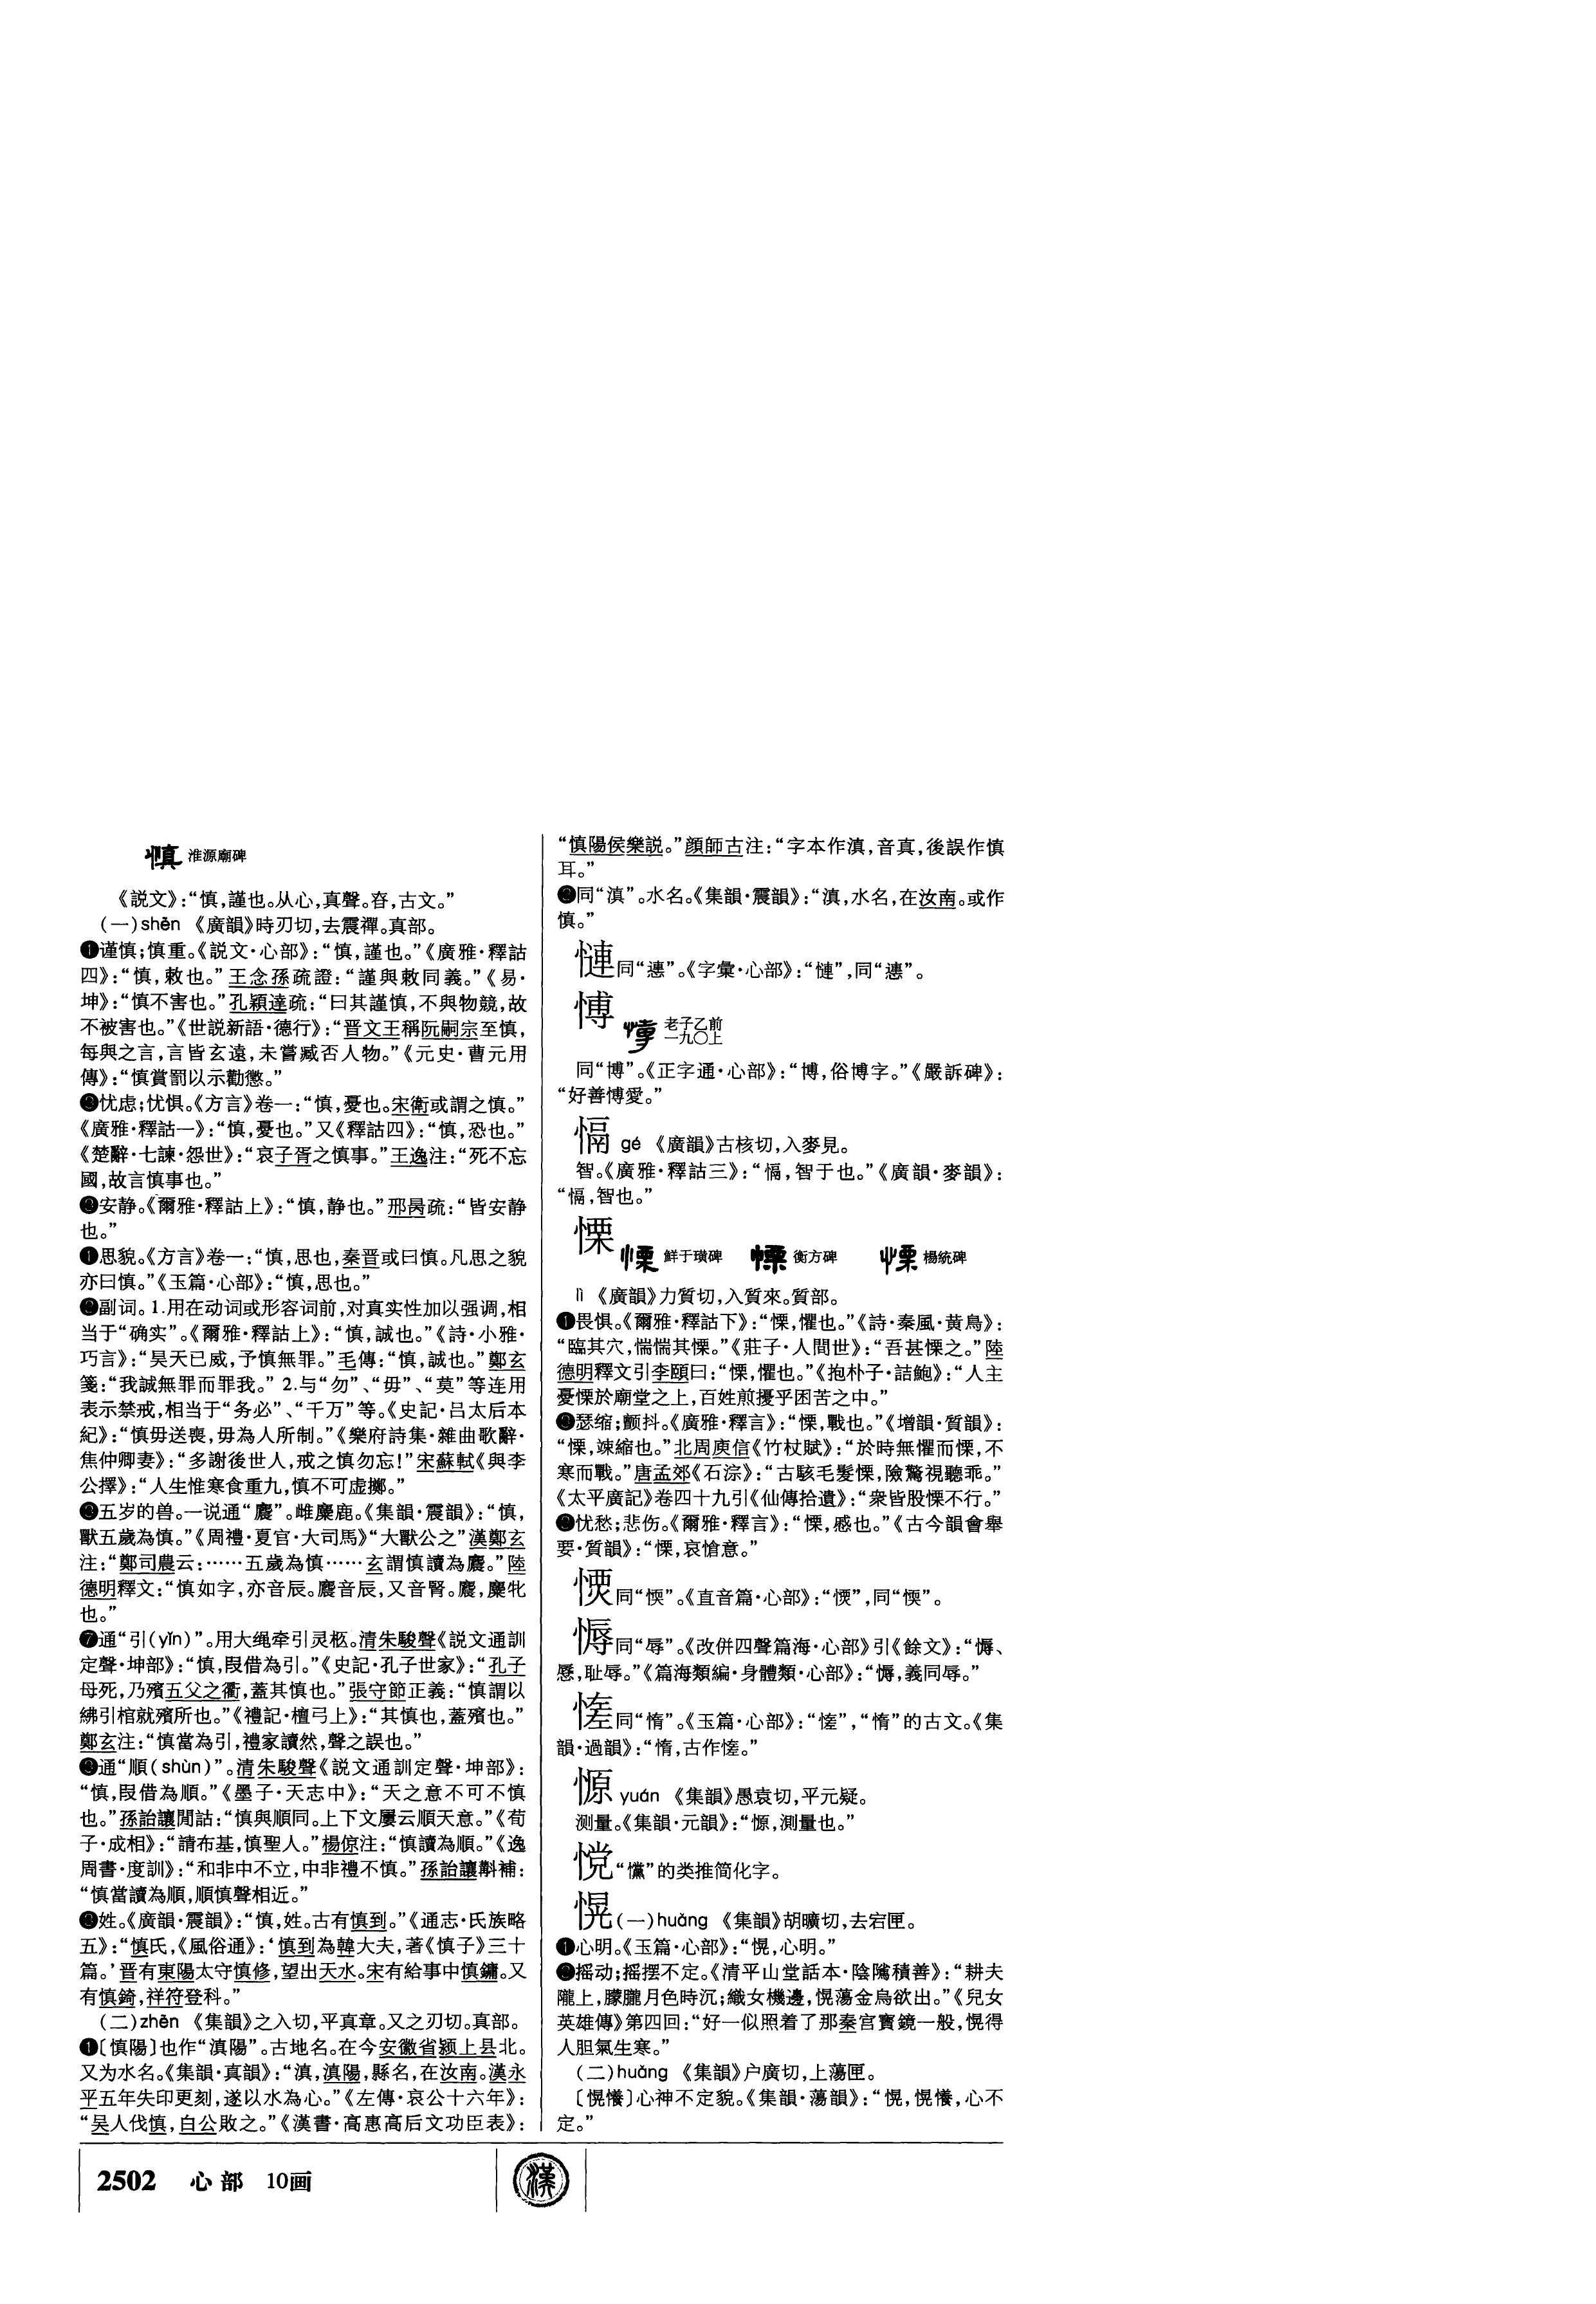 淮源廟碑
《説文》：“慎，謹也。从心，真聲。昚，古文。”
（一）shèn 《廣韻》時刃切，去震禪。真部。
❶谨慎；慎重。《説文·心部》：“慎，謹也。”《廣雅·釋詁
四》：“慎，敕也。”王念孫疏證：“謹與敕同義。”《易·
坤》：“慎不害也。”孔穎達疏：“曰其謹慎，不與物競，故
不被害也。”《世説新語·德行》：“晋文王稱阮嗣宗至慎，
每與之言，言皆玄遠，未嘗臧否人物。”《元史·曹元用
傳》：“慎賞罰以示勸懲。”
忧虑；忧惧。《方言》卷一：“慎，憂也。宋衛或謂之慎。”
《廣雅·釋詁一》：“慎，憂也。”又《釋詁四》：“慎，恐也。”
《楚辭·七諫·怨世》：“哀子胥之慎事。”王逸注：“死不忘
國，故言慎事也。”
安静。《爾雅·釋詁上》：“慎，静也。”邢昺疏：“皆安静
也。”
思貌。《方言》卷一：“慎，思也，秦晋或曰慎。凡思之貌
亦曰慎。”《玉篇·心部》：“慎，思也。”
副词。1.用在动词或形容词前，对真实性加以强调，相
当于“确实”。《爾雅·釋詁上》：“慎，誠也。”《詩·小雅·
巧言》：“昊天已威，予慎無罪。”毛傳：“慎，誠也。”鄭玄
箋：“我誠無罪而罪我。” 2.与“勿”、“毋”、“莫”等连用
表示禁戒，相当于“务必”、“千万”等。《史記·吕太后本
紀》：“慎毋送喪，毋為人所制。”《樂府詩集·雜曲歌辭·
焦仲卿妻》：“多謝後世人，戒之慎勿忘！”宋蘇軾《與李
公擇》：“人生惟寒食重九，慎不可虚擲。”
五岁的兽。一说通“麎”。雌麋鹿。《集韻·震韻》：“慎，
獸五歲為慎。”《周禮·夏官·大司馬》“大獸公之”漢鄭玄
注：“鄭司農云：……五歲為慎……玄謂慎讀為麎。”陸
德明釋文：“慎如字，亦音辰。麎音辰，又音腎。麎，麋牝
也。”
❼通“引(yǐn)”。用大绳牵引灵柩。清朱駿聲《説文通訓
定聲·坤部》：“慎，叚借為引。”《史記·孔子世家》：“孔子
母死，乃殯五父之衢，蓋其慎也。”張守節正義：“慎謂以
紼引棺就殯所也。”《禮記·檀弓上》：“其慎也，蓋殯也。”
鄭玄注：“慎當為引，禮家讀然，聲之誤也。”
通“順(shùn)”。清朱駿聲《説文通訓定聲·坤部》：
“慎，叚借為順。”《墨子·天志中》：“天之意不可不慎
也。”孫詒讓閒詁：“慎與順同。上下文屢云順天意。”《荀
子·成相》：“請布基，慎聖人。”楊倞注：“慎讀為順。”《逸
周書·度訓》：“和非中不立，中非禮不慎。”孫詒讓斠補：
“慎當讀為順，順慎聲相近。”
姓。《廣韻·震韻》：“慎，姓。古有慎到。”《通志·氏族略
五》：“慎氏，《風俗通》：‘慎到為韓大夫，著《慎子》三十
篇。’晋有東陽太守慎修，望出天水。宋有給事中慎鏞。又
有慎錡，祥符登科。”
（二）zhēn 《集韻》之入切，平真章。又之刃切。真部。
❶〔慎陽〕也作“滇陽”。古地名。在今安徽省颍上县北。
又为水名。《集韻·真韻》：“滇，滇陽，縣名，在汝南。漢永
平五年失印更刻，遂以水為心。”《左傳·哀公十六年》：
“吴人伐慎，白公敗之。”《漢書·高惠高后文功臣表》：
“慎陽侯樂説。”顔師古注：“字本作滇，音真，後誤作慎
耳。”
❷同“滇”。水名。《集韻·震韻》：“滇，水名，在汝南。或作
慎。”
慩同“㥕”。《字彙·心部》：“慩”，同“㥕”。
愽 老子乙前
一九〇上
同“博”。《正字通·心部》：“愽，俗博字。”《嚴訢碑》：
“好善愽愛。”
愊 gé 《廣韻》古核切，入麥見。
智。《廣雅·釋詁三》：“㥂，智于也。”《廣韻·麥韻》：
“㥂，智也。”
慄 鮮于璜碑 衡方碑 楊統碑
lì 《廣韻》力質切，入質來。質部。
❶畏惧。《爾雅·釋詁下》：“慄，懼也。”《詩·秦風·黄鳥》：
“臨其穴，惴惴其慄。”《莊子·人間世》：“吾甚慄之。”陸
德明釋文引李頤曰：“慄，懼也。”《抱朴子·詰鮑》：“人主
憂慄於廟堂之上，百姓煎擾乎困苦之中。”
❷瑟缩；颤抖。《廣雅·釋言》：“慄，戰也。”《增韻·質韻》：
“慄，竦縮也。”北周庾信《竹杖賦》：“於時無懼而慄，不
寒而戰。”唐孟郊《石淙》：“古駭毛髮慄，險驚視聽乖。”
《太平廣記》卷四十九引《仙傳拾遺》：“衆皆股慄不行。”
忧愁；悲伤。《爾雅·釋言》：“慄，慼也。”《古今韻會舉
要·質韻》：“慄，哀愴意。”
同“愞”。《直音篇·心部》：同“愞”。
㦺同“辱”。《改併四聲篇海·心部》引《餘文》：
耻辱。”《篇海類編·身體類·心部》：義同辱。”
同“惰”。《玉篇·心部》：“惰”的古文。《集
韻·過韻》：“惰，古作
愿 yuán 《集韻》愚袁切，平元疑。
测量。《集韻·元韻》：測量也。”
“戃”的类推简化字。
愰（一）huǎng 《集韻》胡曠切，去宕匣。
❶心明。《玉篇·心部》：“愰，心明。”
❷摇动；摇摆不定。《清平山堂話本·陰隲積善》：“耕夫
隴上，朦朧月色時沉；織女機邊，愰蕩金烏欲出。”《兒女
英雄傳》第四回：“好一似照着了那秦宫寳鏡一般，愰得
人胆氣生寒。”
（二）huǎng 《集韻》户廣切，上蕩匣。
〔愰懩〕心神不定貌。《集韻·蕩韻》：“愰，愰懩，心不
定。”
2502 心部 10画
漢